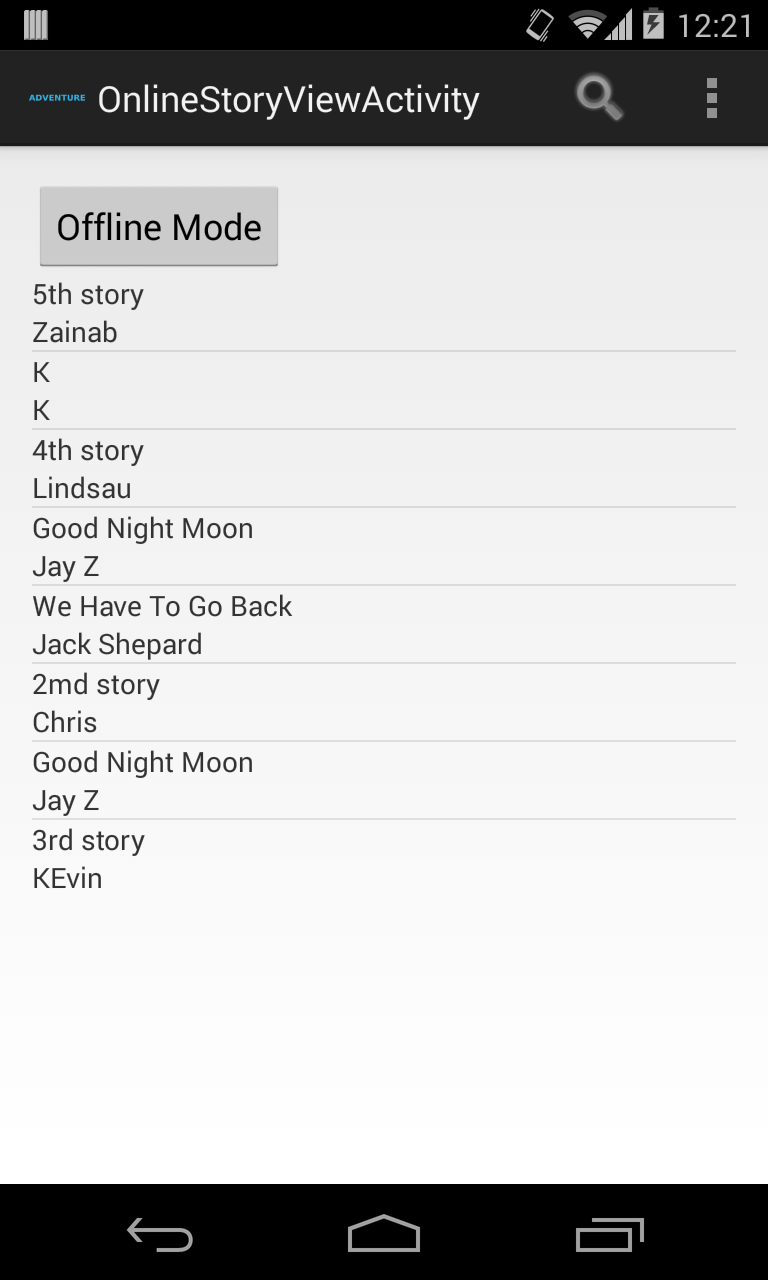 12:21
ADVENTURE OnlineStoryViewActivity
Offline Mode
5th story
Zainab
K
K
4th story
Lindsau
Good Night Moon
Jay Z
We Have To Go Back
Jack Shepard
2md story
Chris
Good Night Moon
Jay Z
3rd story
KEvin